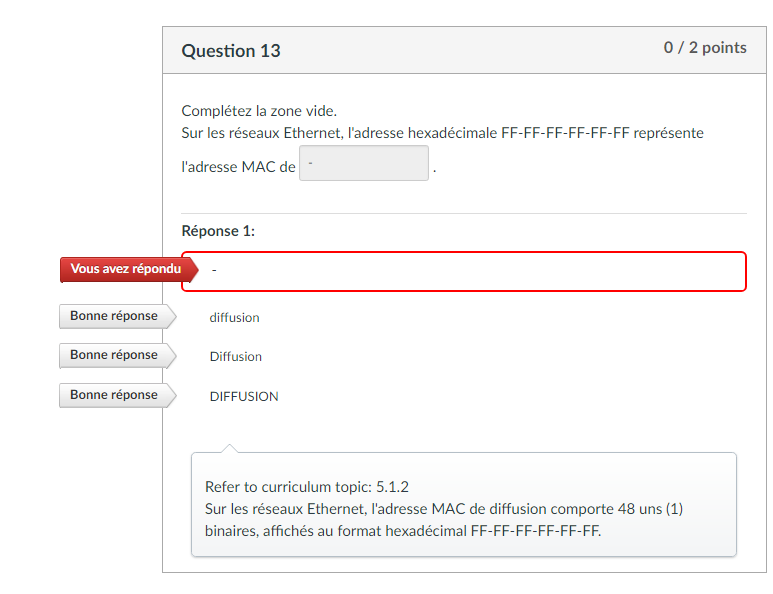 Question 13
0 / 2 points
Complétez la zone vide.
Sur les réseaux Ethernet, l'adresse hexadécimale FF-FF-FF-FF-FF-FF représente
l'adresse MAC de - .
Réponse 1:
Vous avez répondu -
Bonne réponse diffusion
Bonne réponse Diffusion
Bonne réponse DIFFUSION
Refer to curriculum topic: 5.1.2
Sur les réseaux Ethernet, l'adresse MAC de diffusion comporte 48 uns (1)
binaires, affichés au format hexadécimal FF-FF-FF-FF-FF-FF.